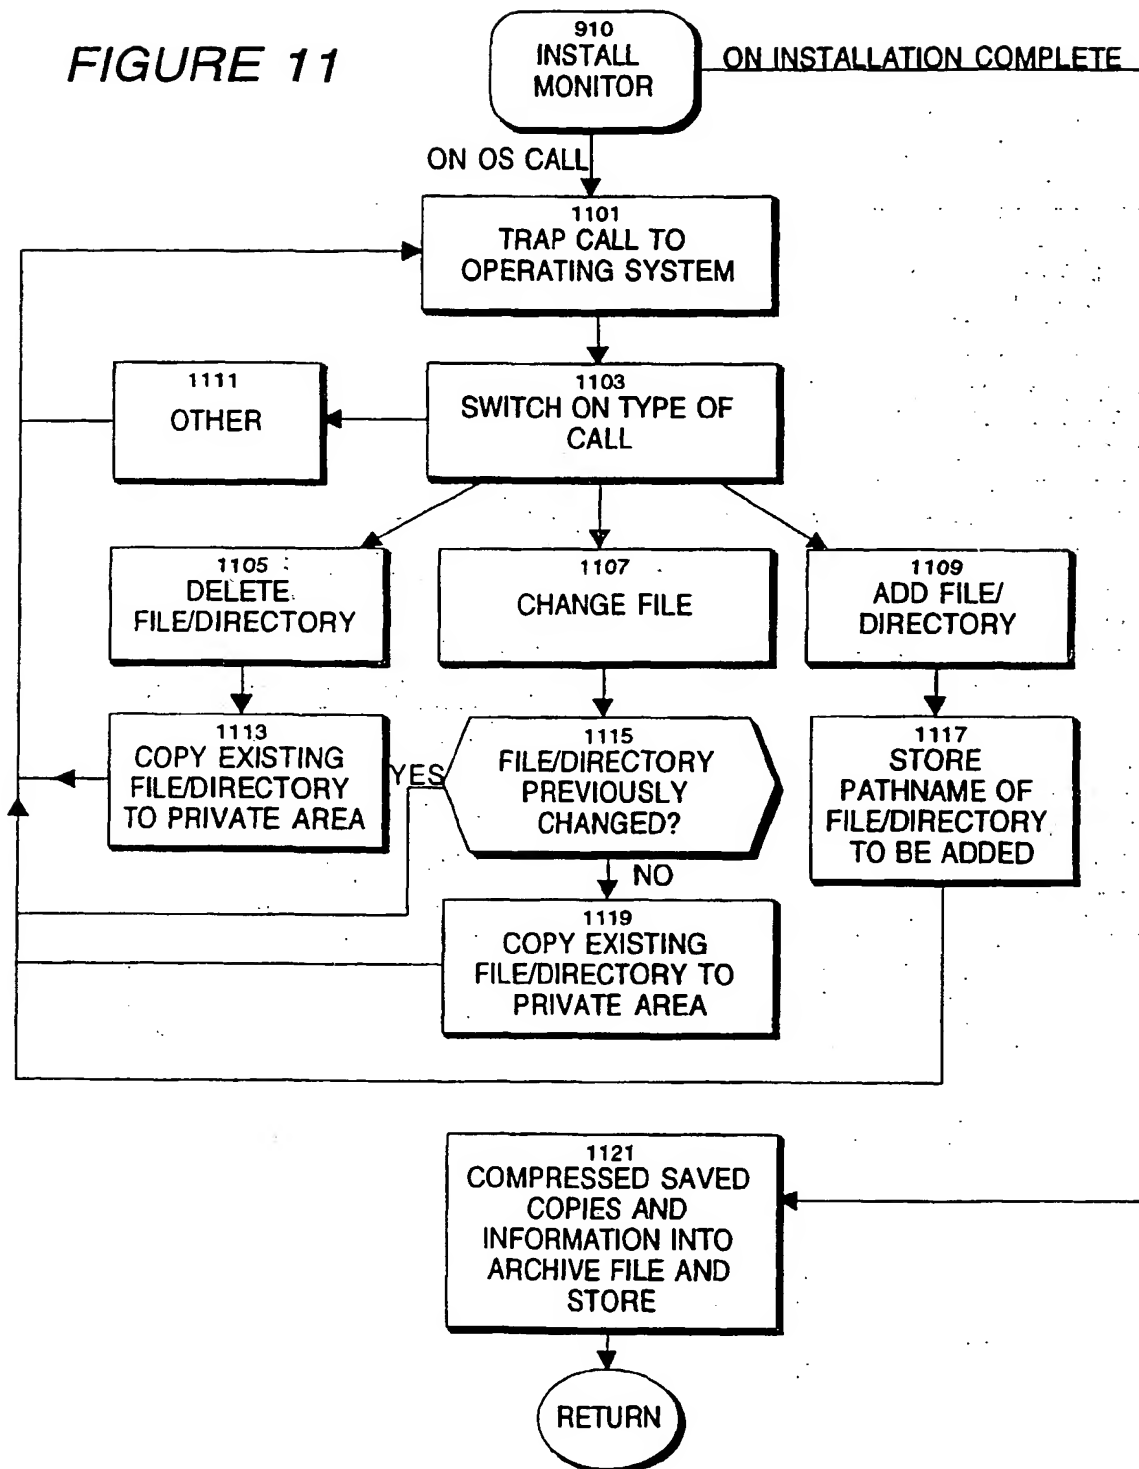 FIGURE 11
910
INSTALL
MONITOR
ON INSTALLATION COMPLETE
ON OS CALL
1101
TRAP CALL TO
OPERATING SYSTEM
1111
OTHER
1103
SWITCH ON TYPE OF
CALL
1105
DELETE
FILE/DIRECTORY
1107
CHANGE FILE
1109
ADD FILE/
DIRECTORY
1113
COPY EXISTING
FILE/DIRECTORY
TO PRIVATE AREA
YES
1115
FILE/DIRECTORY
PREVIOUSLY
CHANGED?
1117
STORE
PATHNAME OF
FILE/DIRECTORY
TO BE ADDED
NO
1119
COPY EXISTING
FILE/DIRECTORY TO
PRIVATE AREA
1121
COMPRESSED SAVED
COPIES AND
INFORMATION INTO
ARCHIVE FILE AND
STORE
RETURN